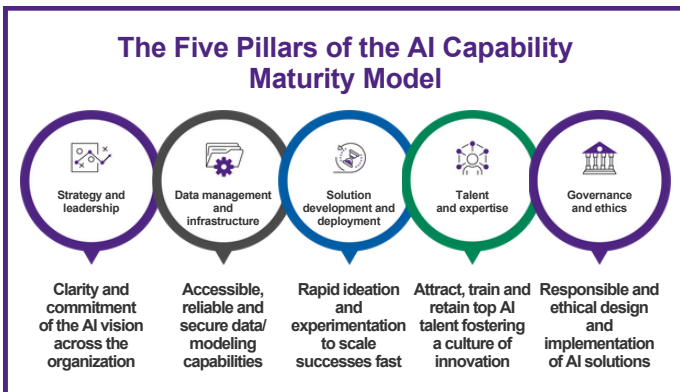 The Five Pillars of the AI Capability
Maturity Model
Strategy and
leadership
Data management
and
infrastructure
Solution
development and
deployment
Talent
and expertise
Governance
and ethics
Clarity and
commitment
of the AI vision
across the
organization
Accessible,
reliable and
secure data/
modeling
capabilities
Rapid ideation
and
experimentation
to scale
successes fast
Attract, train and
retain top AI
talent fostering
a culture of
innovation
Responsible and
ethical design
and
implementation
of AI solutions